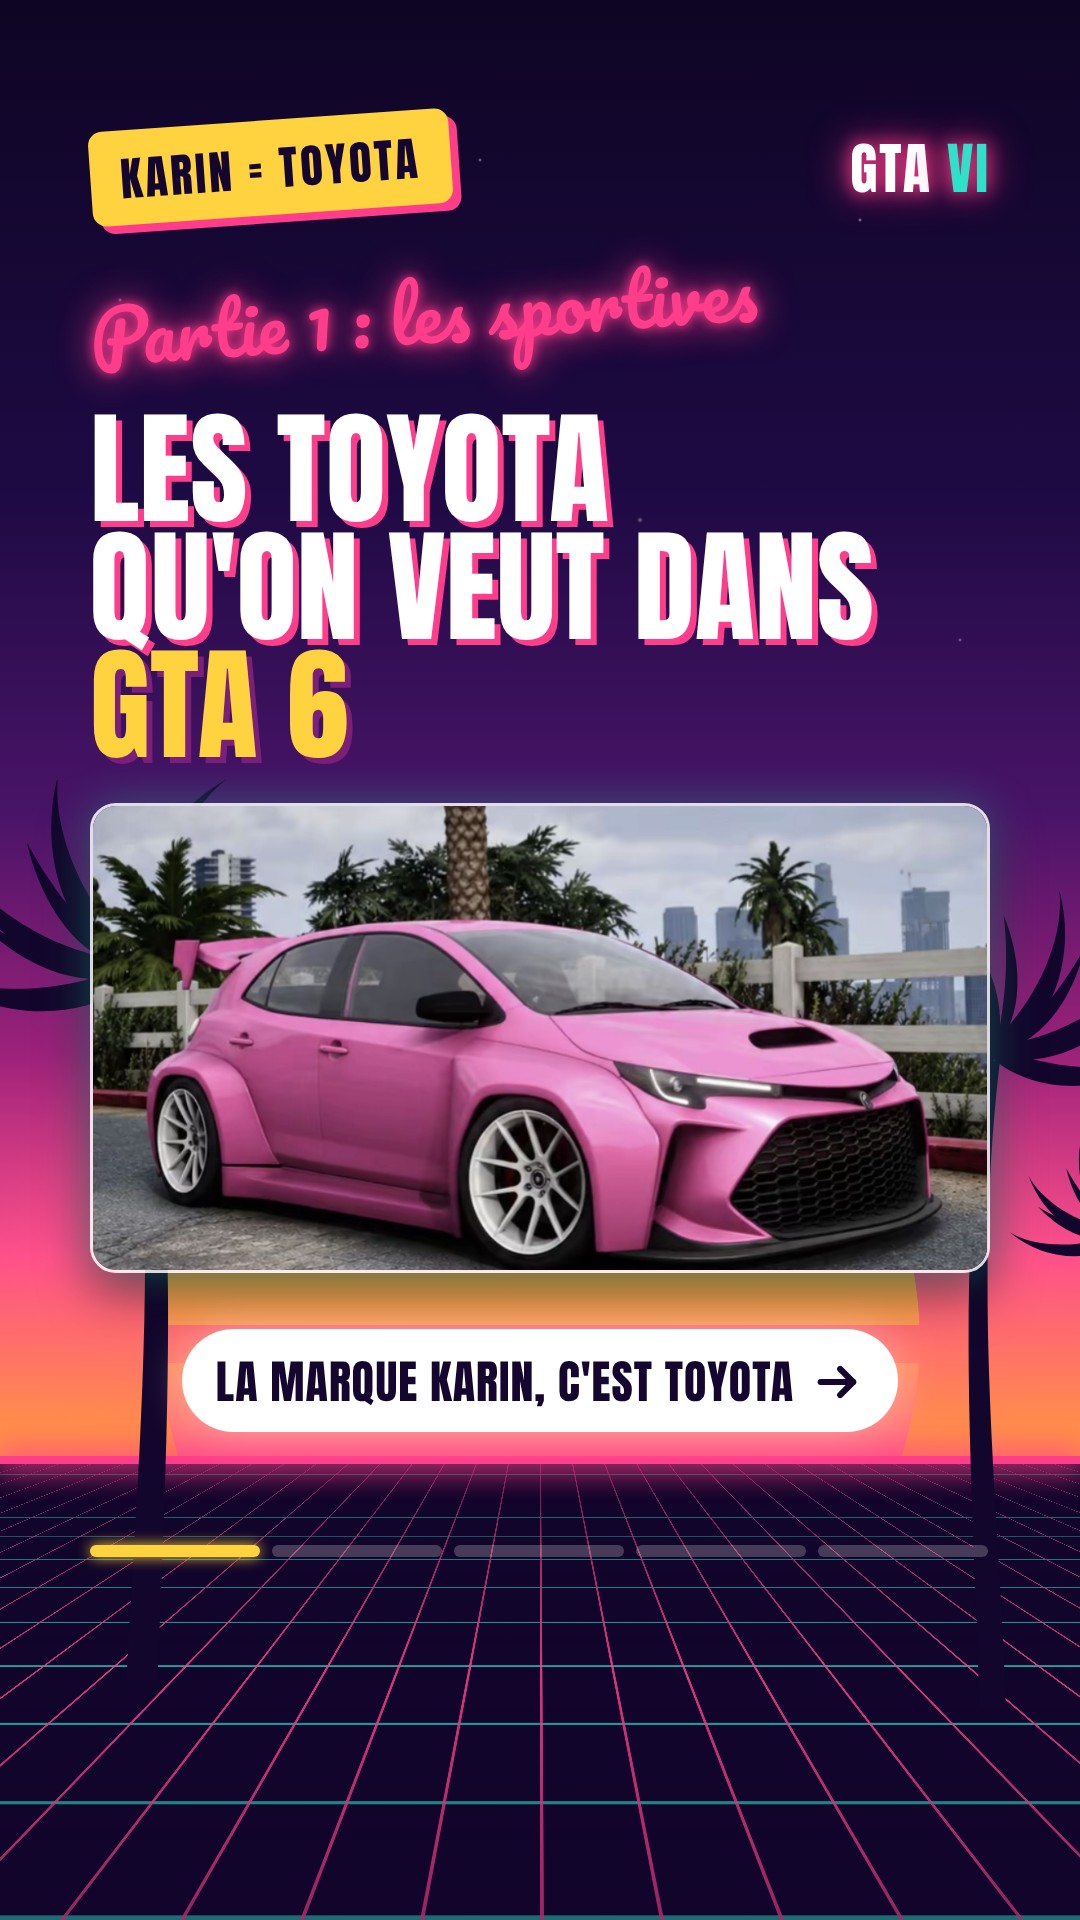 KARIN = TOYOTA
GTA VI
Partie 1 : les sportives
LES TOYOTA
QU'ON VEUT DANS
GTA 6
LA MARQUE KARIN, C'EST TOYOTA →